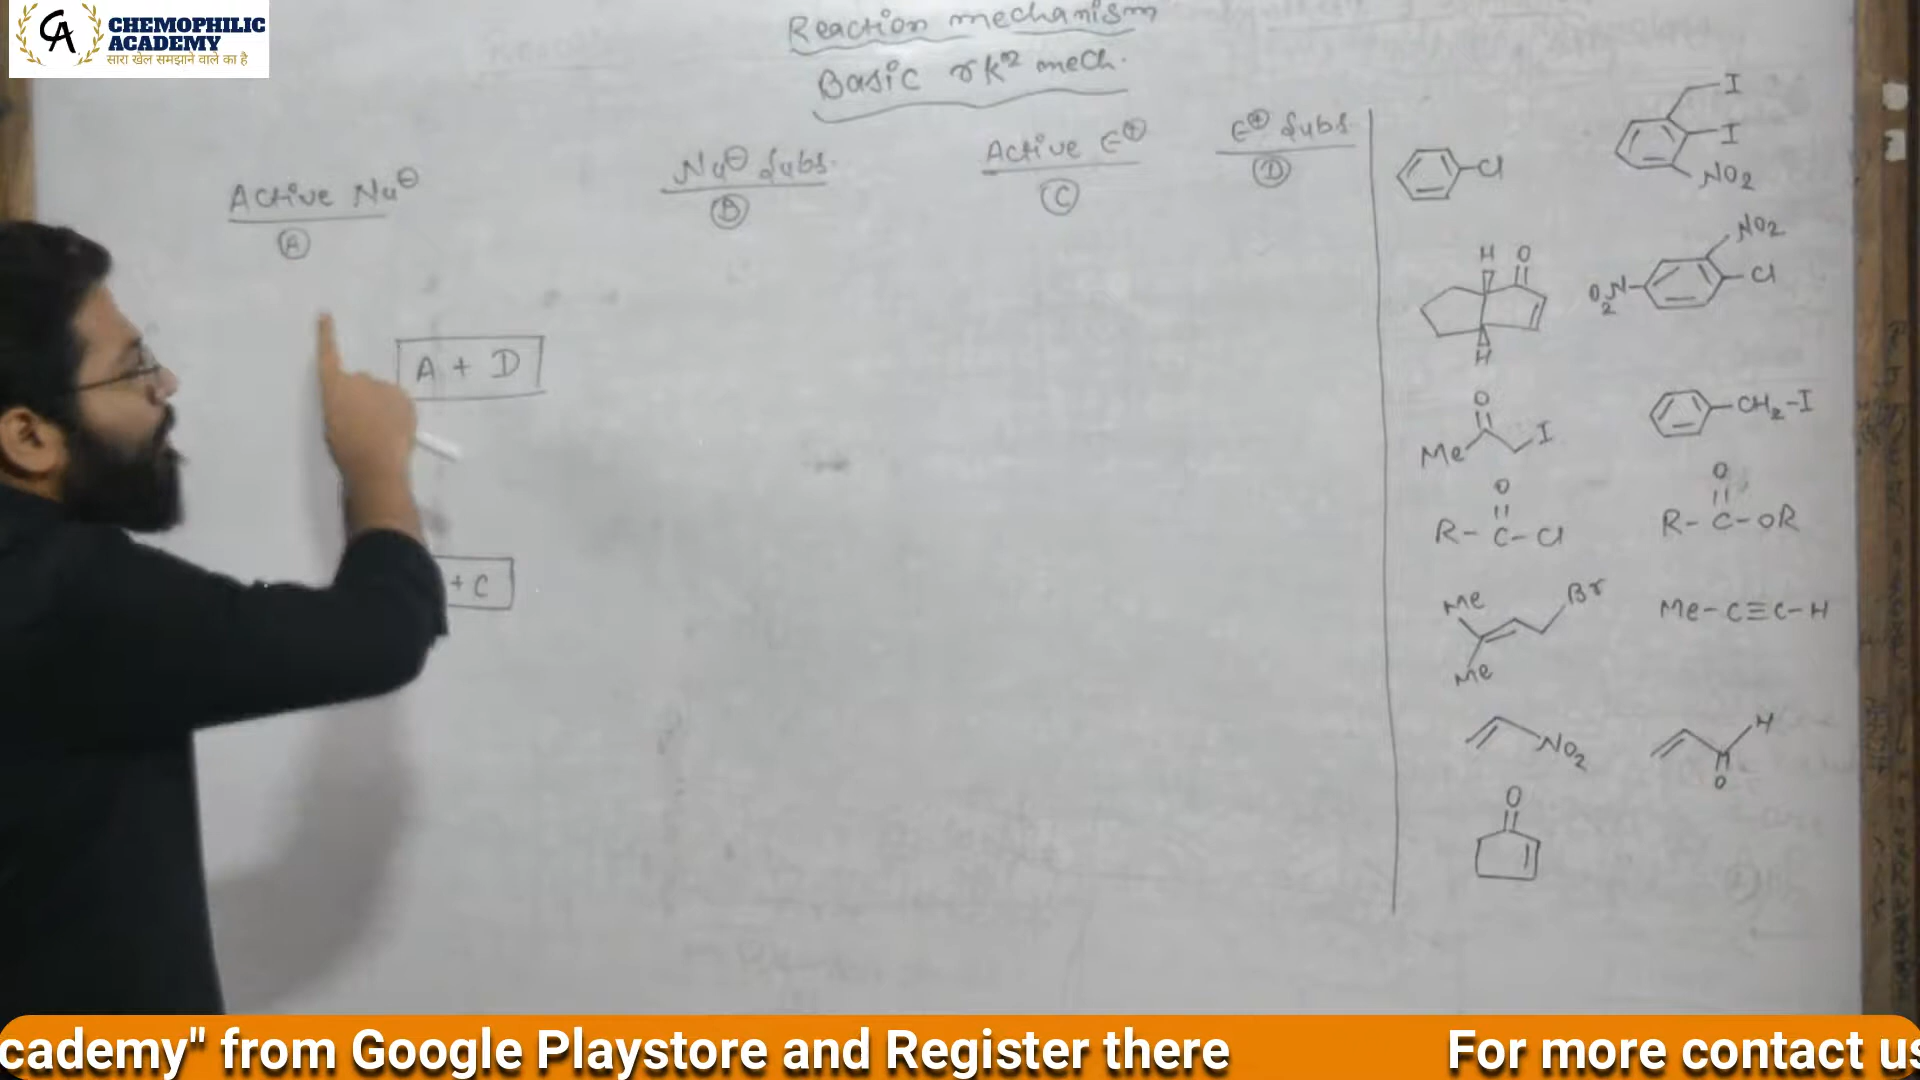 CHEMOPHILIC
ACADEMY
सारा खेल समझाने वाले का है
CA
Reaction mechanism
Basic rkⁿ mech.
Active Nu⊖
A
Nu⊖ Subs.
B
Active E⊕
C
E⊕ Subs.
D
A + D
+ C
Cl
I
I
NO2
H
O
H
NO2
O2N
Cl
O
Me
I
CH2-I
O
R-C-Cl
O
R-C-OR
Me
Br
Me
Me-C≡C-H
NO2
H
O
O
cademy" from Google Playstore and Register there
For more contact us